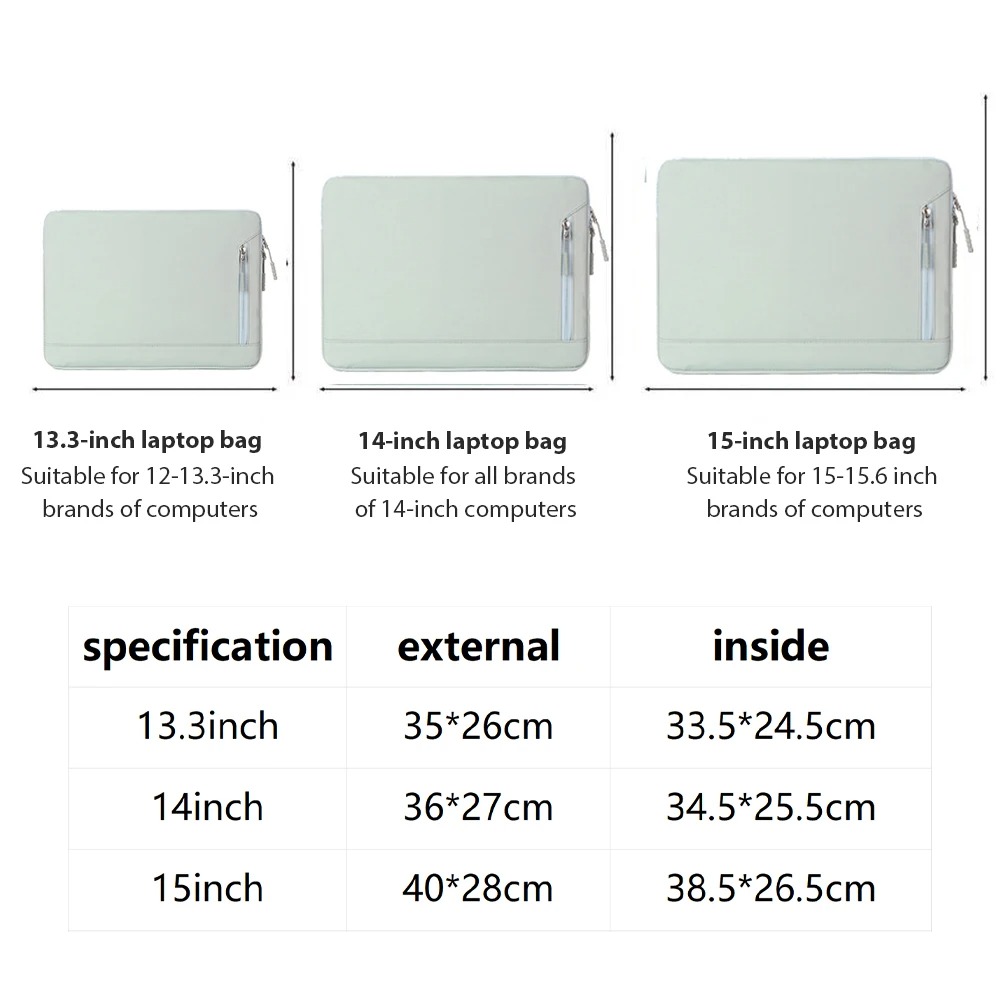 13.3-inch laptop bag
Suitable for 12-13.3-inch
brands of computers
14-inch laptop bag
Suitable for all brands
of 14-inch computers
15-inch laptop bag
Suitable for 15-15.6 inch
brands of computers
specification external inside
13.3inch 35*26cm 33.5*24.5cm
14inch 36*27cm 34.5*25.5cm
15inch 40*28cm 38.5*26.5cm